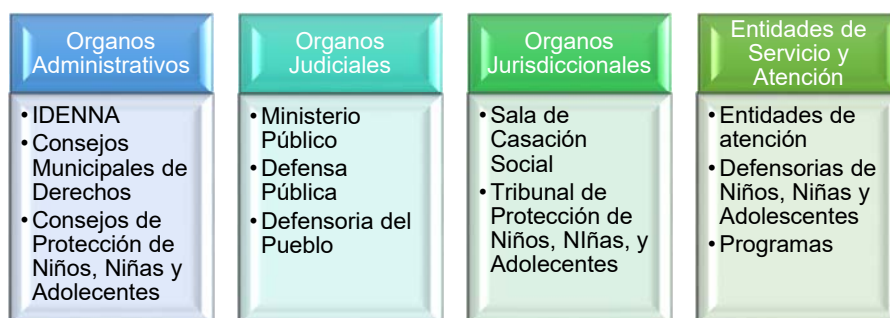 Organos
Administrativos
• IDENNA
• Consejos
Municipales de
Derechos
• Consejos de
Protección de
Niños, Niñas y
Adolecentes
Organos
Judiciales
• Ministerio
Público
• Defensa
Pública
• Defensoria del
Pueblo
Organos
Jurisdiccionales
• Sala de
Casación
Social
• Tribunal de
Protección de
Niños, NIñas, y
Adolecentes
Entidades de
Servicio y
Atención
• Entidades de
atención
• Defensorias de
Niños, Niñas y
Adolescentes
• Programas